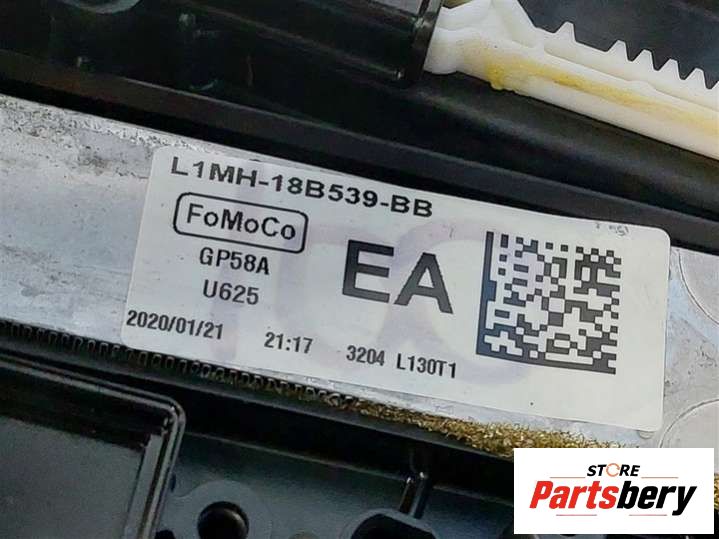 L1MH-18B539-BB
FoMoCo
GP58A
U625
EA
2020/01/21 21:17 3204 L130T1
STORE
Partsbery